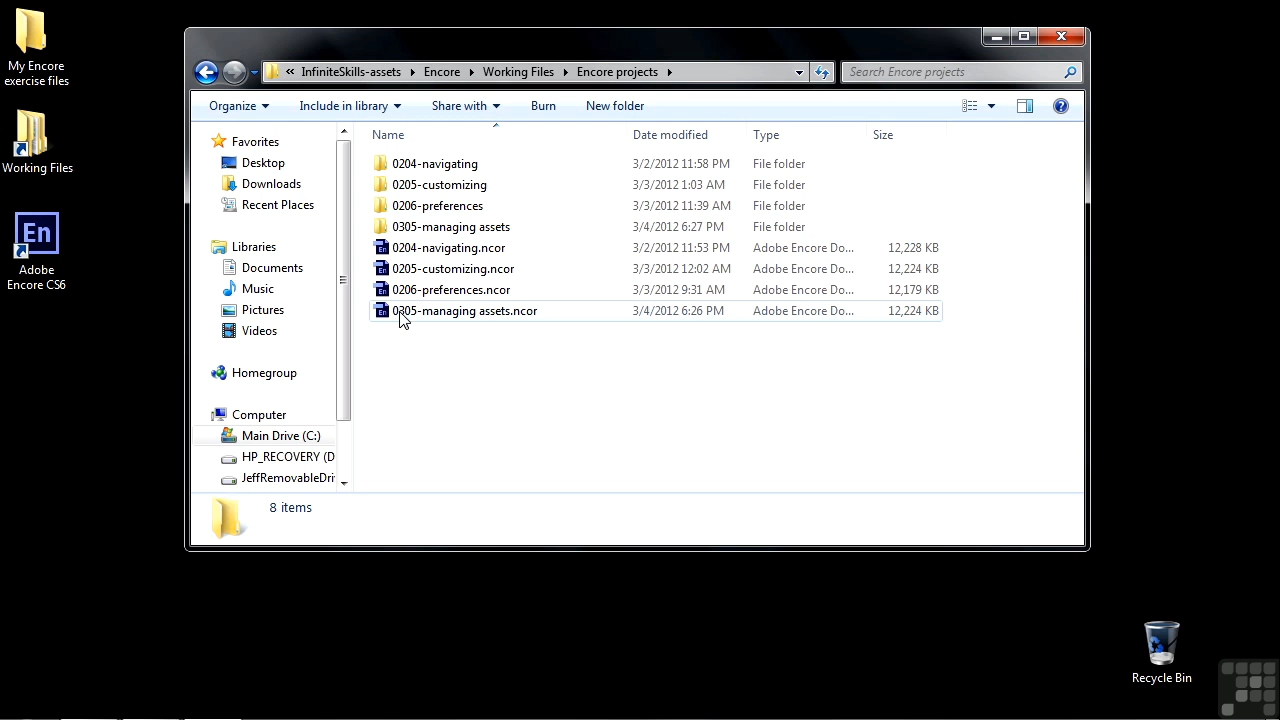 My Encore
exercise files
Working Files
En
Adobe
Encore CS6
« InfiniteSkills-assets Encore Working Files Encore projects
Search Encore projects
Organize Include in library Share with Burn New folder
Favorites
Desktop
Downloads
Recent Places
Libraries
Documents
Music
Pictures
Videos
Homegroup
Computer
Main Drive (C:)
HP_RECOVERY (D
JeffRemovableDri
Name Date modified Type Size
0204-navigating 3/2/2012 11:58 PM File folder
0205-customizing 3/3/2012 1:03 AM File folder
0206-preferences 3/3/2012 11:39 AM File folder
0305-managing assets 3/4/2012 6:27 PM File folder
0204-navigating.ncor 3/2/2012 11:53 PM Adobe Encore Do... 12,228 KB
0205-customizing.ncor 3/3/2012 12:02 AM Adobe Encore Do... 12,224 KB
0206-preferences.ncor 3/3/2012 9:31 AM Adobe Encore Do... 12,179 KB
0305-managing assets.ncor 3/4/2012 6:26 PM Adobe Encore Do... 12,224 KB
8 items
Recycle Bin